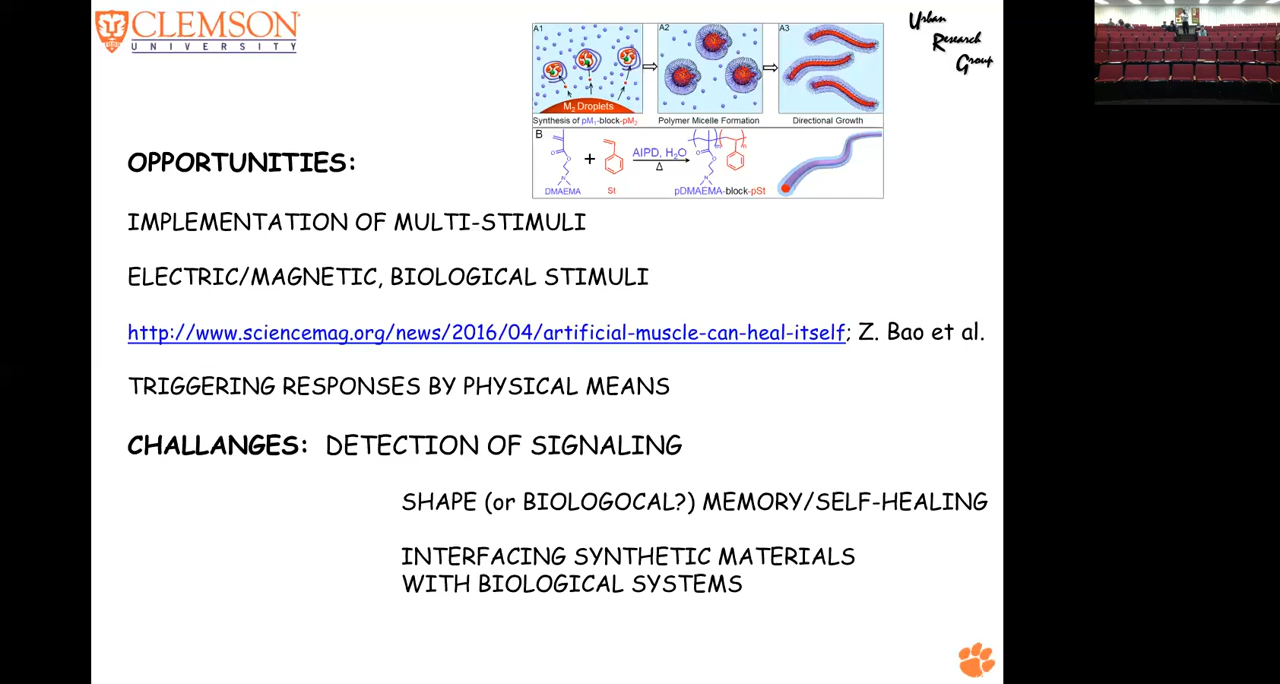 CLEMSON
UNIVERSITY
Urban
Research
Group
A1
A2
A3
M2 Droplets
Synthesis of pM1-block-pM2
Polymer Micelle Formation
Directional Growth
B
+
AIPD, H2O
Δ
DMAEMA
St
pDMAEMA-block-pSt
OPPORTUNITIES:
IMPLEMENTATION OF MULTI-STIMULI
ELECTRIC/MAGNETIC, BIOLOGICAL STIMULI
http://www.sciencemag.org/news/2016/04/artificial-muscle-can-heal-itself; Z. Bao et al.
TRIGGERING RESPONSES BY PHYSICAL MEANS
CHALLANGES: DETECTION OF SIGNALING
SHAPE (or BIOLOGOCAL?) MEMORY/SELF-HEALING
INTERFACING SYNTHETIC MATERIALS
WITH BIOLOGICAL SYSTEMS